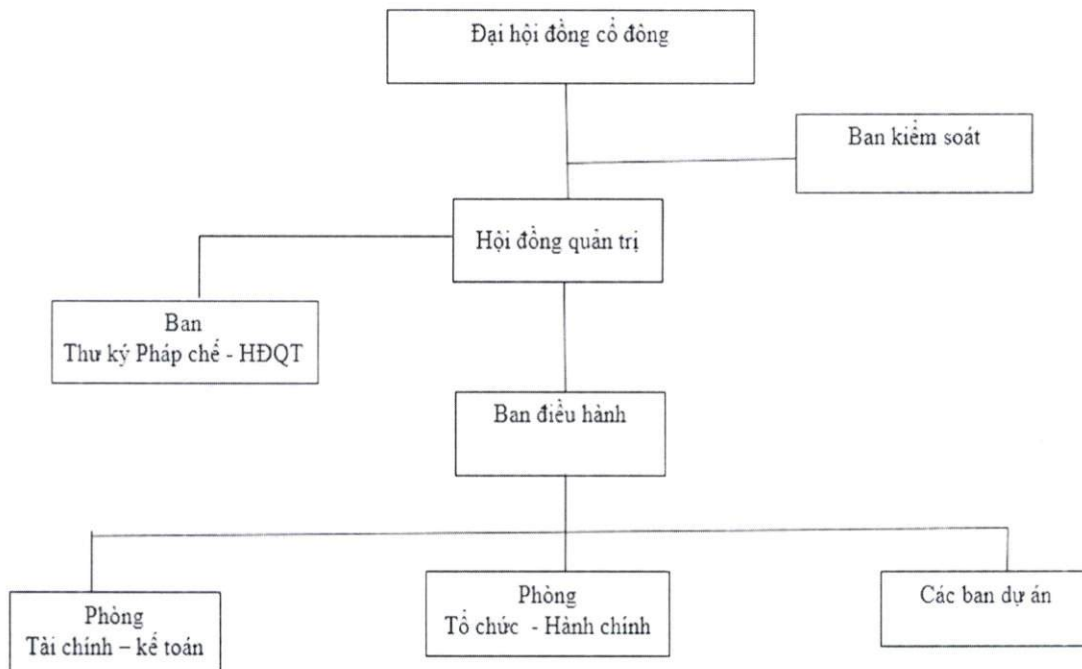 Đại hội đồng cổ đông
Ban kiểm soát
Hội đồng quản trị
Ban
Thư ký Pháp chế - HĐQT
Ban điều hành
Phòng
Tài chính – kế toán
Phòng
Tổ chức - Hành chính
Các ban dự án